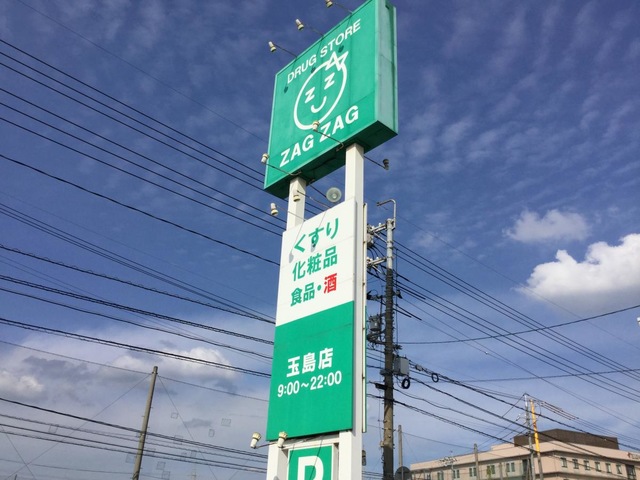 DRUG STORE
ZAG ZAG
くすり
化粧品
食品・酒
玉島店
9:00～22:00
P